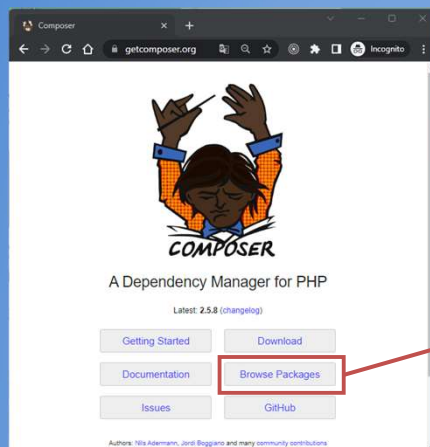 Composer
getcomposer.org
Incognito
COMPOSER
A Dependency Manager for PHP
Latest: 2.5.8 (changelog)
Getting Started
Download
Documentation
Browse Packages
Issues
GitHub
Authors: Nils Adermann, Jordi Boggiano and many community contributions